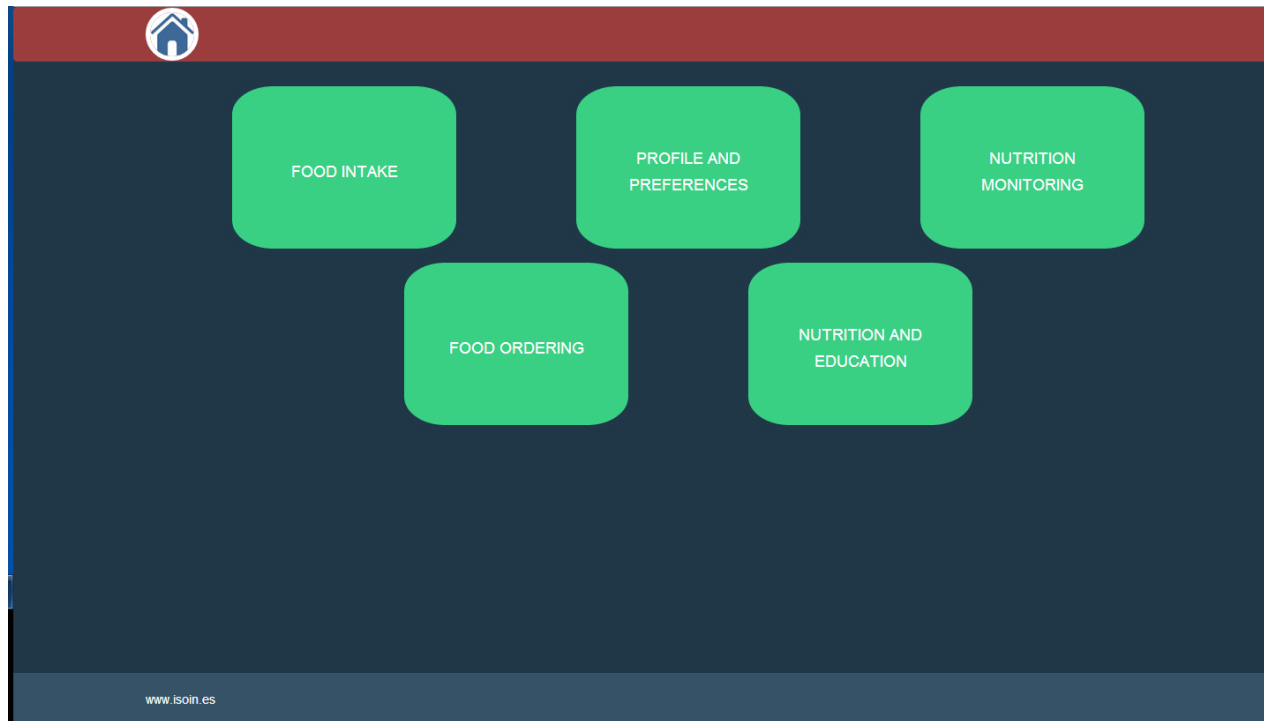 FOOD INTAKE
PROFILE AND
PREFERENCES
NUTRITION
MONITORING
FOOD ORDERING
NUTRITION AND
EDUCATION
www.isoin.es